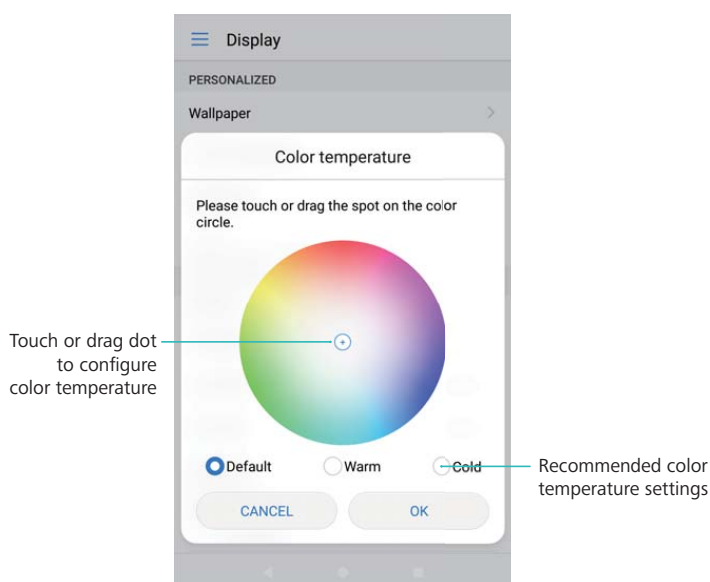 Display
PERSONALIZED
Wallpaper
Color temperature
Please touch or drag the spot on the color
circle.
Touch or drag dot
to configure
color temperature
Default Warm Cold
Recommended color
temperature settings
CANCEL OK